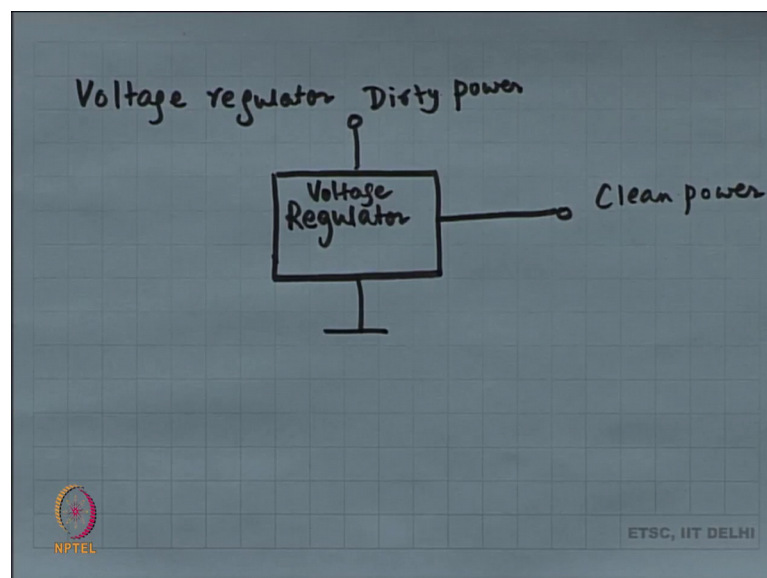 Voltage regulator Dirty power
Voltage
Regulator
Clean power
NPTEL
ETSC, IIT DELHI